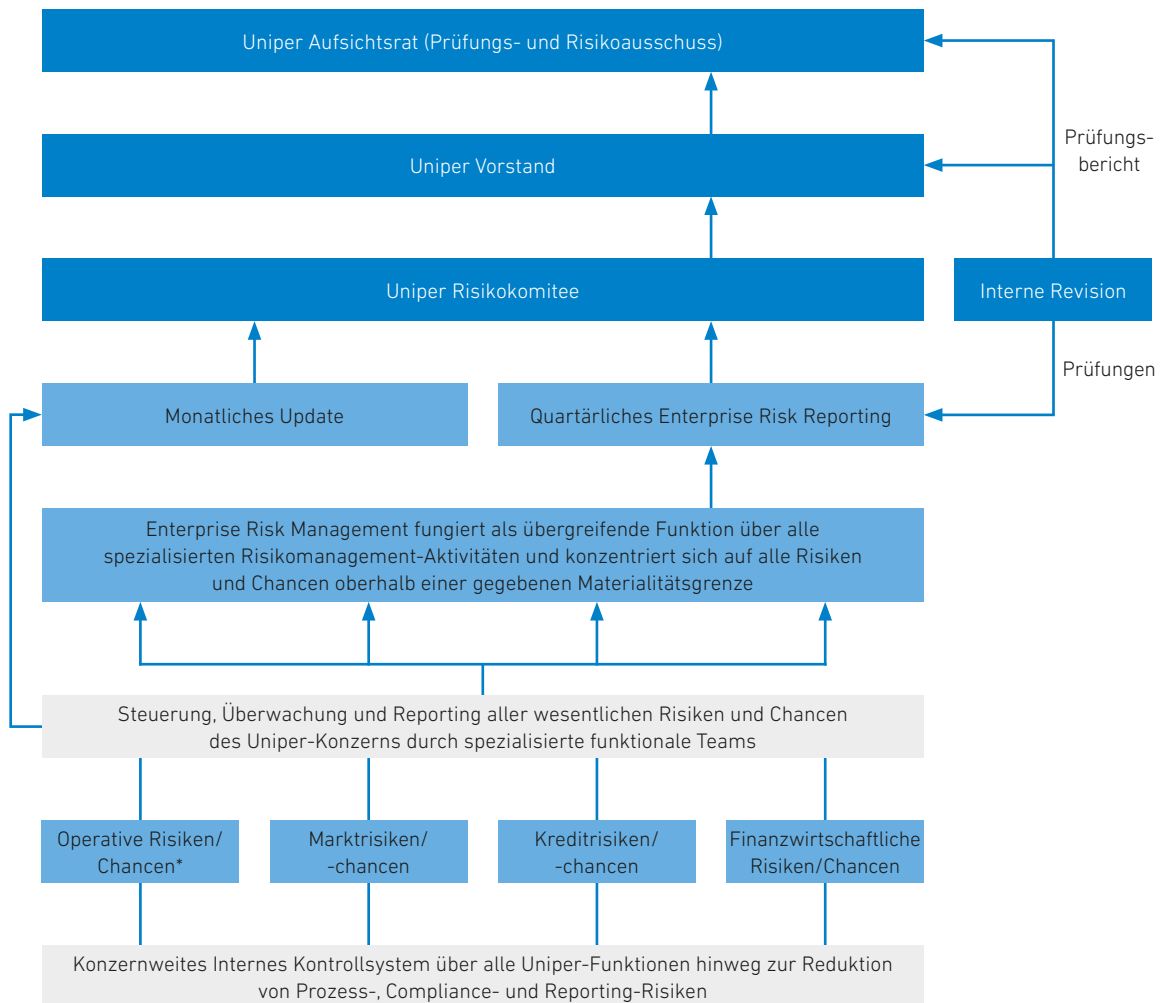 Uniper Aufsichtsrat (Prüfungs- und Risikoausschuss)
Prüfungs-
bericht
Uniper Vorstand
Uniper Risikokomitee
Interne Revision
Prüfungen
Monatliches Update
Quartärliches Enterprise Risk Reporting
Enterprise Risk Management fungiert als übergreifende Funktion über alle
spezialisierten Risikomanagement-Aktivitäten und konzentriert sich auf alle Risiken
und Chancen oberhalb einer gegebenen Materialitätsgrenze
Steuerung, Überwachung und Reporting aller wesentlichen Risiken und Chancen
des Uniper-Konzerns durch spezialisierte funktionale Teams
Operative Risiken/
Chancen*
Marktrisiken/
-chancen
Kreditrisiken/
-chancen
Finanzwirtschaftliche
Risiken/Chancen
Konzernweites Internes Kontrollsystem über alle Uniper-Funktionen hinweg zur Reduktion
von Prozess-, Compliance- und Reporting-Risiken